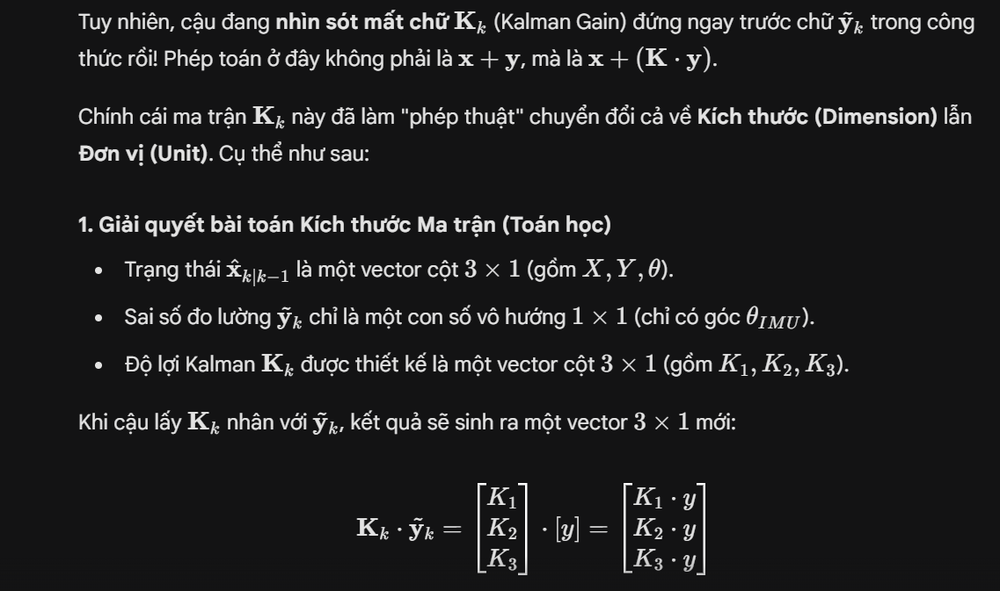 Tuy nhiên, cậu đang nhìn sót mất chữ $\mathbf{K}_k$ (Kalman Gain) đứng ngay trước chữ $\tilde{\mathbf{y}}_k$ trong công
thức rồi! Phép toán ở đây không phải là $\mathbf{x} + \mathbf{y}$, mà là $\mathbf{x} + (\mathbf{K} \cdot \mathbf{y})$.
Chính cái ma trận $\mathbf{K}_k$ này đã làm "phép thuật" chuyển đổi cả về Kích thước (Dimension) lẫn
Đơn vị (Unit). Cụ thể như sau:
1. Giải quyết bài toán Kích thước Ma trận (Toán học)
• Trạng thái $\hat{\mathbf{x}}_{k|k-1}$ là một vector cột $3 \times 1$ (gồm $X, Y, \theta$).
• Sai số đo lường $\tilde{\mathbf{y}}_k$ chỉ là một con số vô hướng $1 \times 1$ (chỉ có góc $\theta_{IMU}$).
• Độ lợi Kalman $\mathbf{K}_k$ được thiết kế là một vector cột $3 \times 1$ (gồm $K_1, K_2, K_3$).
Khi cậu lấy $\mathbf{K}_k$ nhân với $\tilde{\mathbf{y}}_k$, kết quả sẽ sinh ra một vector $3 \times 1$ mới:
$\mathbf{K}_k \cdot \tilde{\mathbf{y}}_k = \begin{bmatrix} K_1 \\ K_2 \\ K_3 \end{bmatrix} \cdot [y] = \begin{bmatrix} K_1 \cdot y \\ K_2 \cdot y \\ K_3 \cdot y \end{bmatrix}$